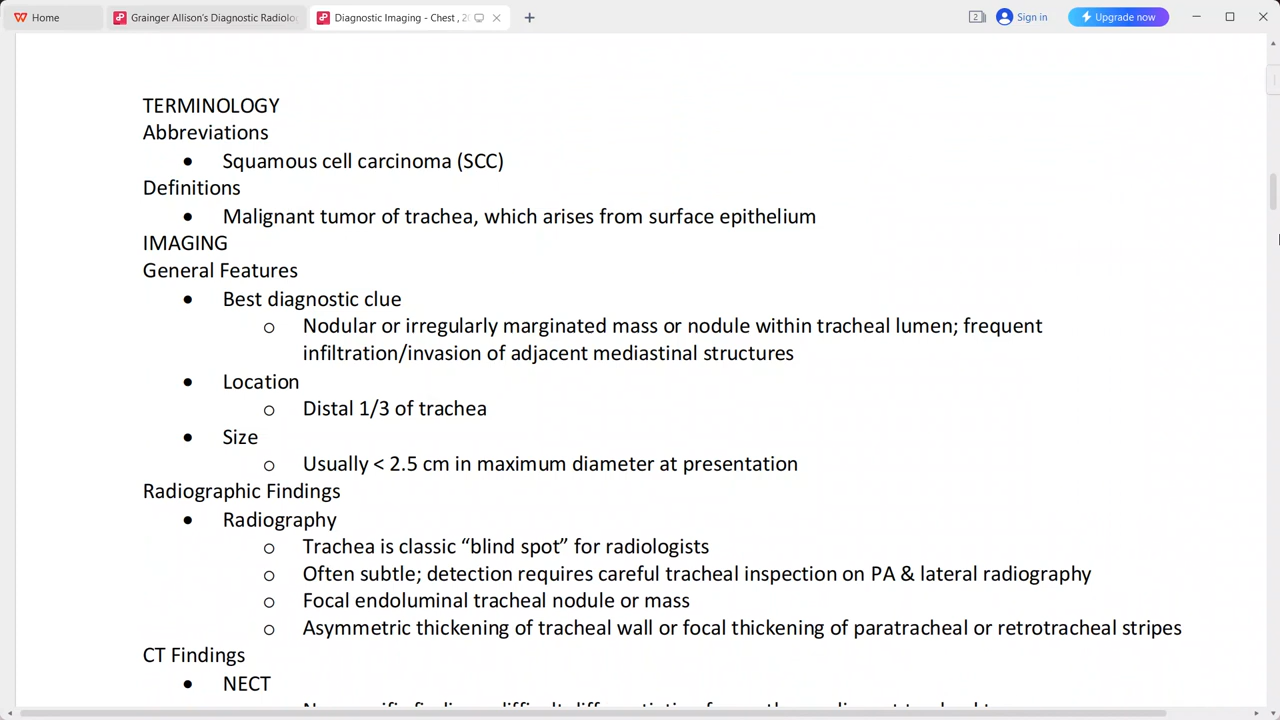 Home
Grainger Allison's Diagnostic Radiolo
Diagnostic Imaging - Chest , 2
2
Sign in
Upgrade now
TERMINOLOGY
Abbreviations
• Squamous cell carcinoma (SCC)
Definitions
• Malignant tumor of trachea, which arises from surface epithelium
IMAGING
General Features
• Best diagnostic clue
o Nodular or irregularly marginated mass or nodule within tracheal lumen; frequent
infiltration/invasion of adjacent mediastinal structures
• Location
o Distal 1/3 of trachea
• Size
o Usually < 2.5 cm in maximum diameter at presentation
Radiographic Findings
• Radiography
o Trachea is classic “blind spot” for radiologists
o Often subtle; detection requires careful tracheal inspection on PA & lateral radiography
o Focal endoluminal tracheal nodule or mass
o Asymmetric thickening of tracheal wall or focal thickening of paratracheal or retrotracheal stripes
CT Findings
• NECT